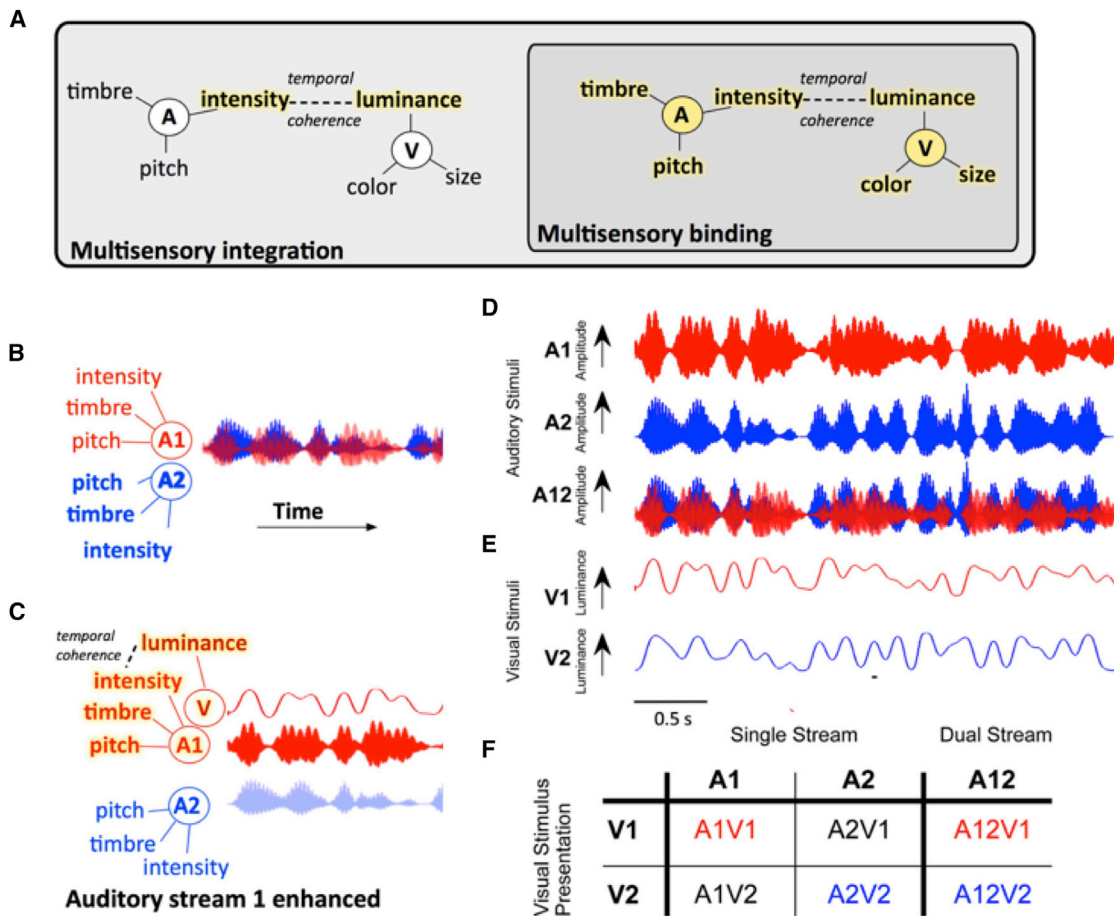 A
timbre
A
pitch
intensity
temporal
coherence
luminance
V
color
size
Multisensory integration
timbre
A
pitch
intensity
temporal
coherence
luminance
V
color
size
Multisensory binding
B
intensity
timbre
pitch
A1
pitch
A2
timbre
intensity
Time
C
temporal
coherence
luminance
intensity
V
timbre
pitch
A1
pitch
A2
timbre
intensity
Auditory stream 1 enhanced
D
Auditory Stimuli
A1
Amplitude
A2
Amplitude
A12
Amplitude
E
Visual Stimuli
V1
Luminance
V2
Luminance
0.5 s
F
Single Stream Dual Stream
Visual Stimulus
Presentation
A1 A2 A12
V1 A1V1 A2V1 A12V1
V2 A1V2 A2V2 A12V2